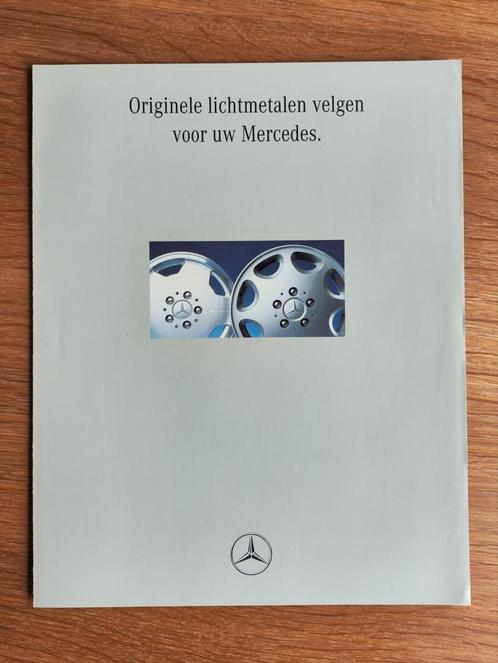 Originele lichtmetalen velgen
voor uw Mercedes.